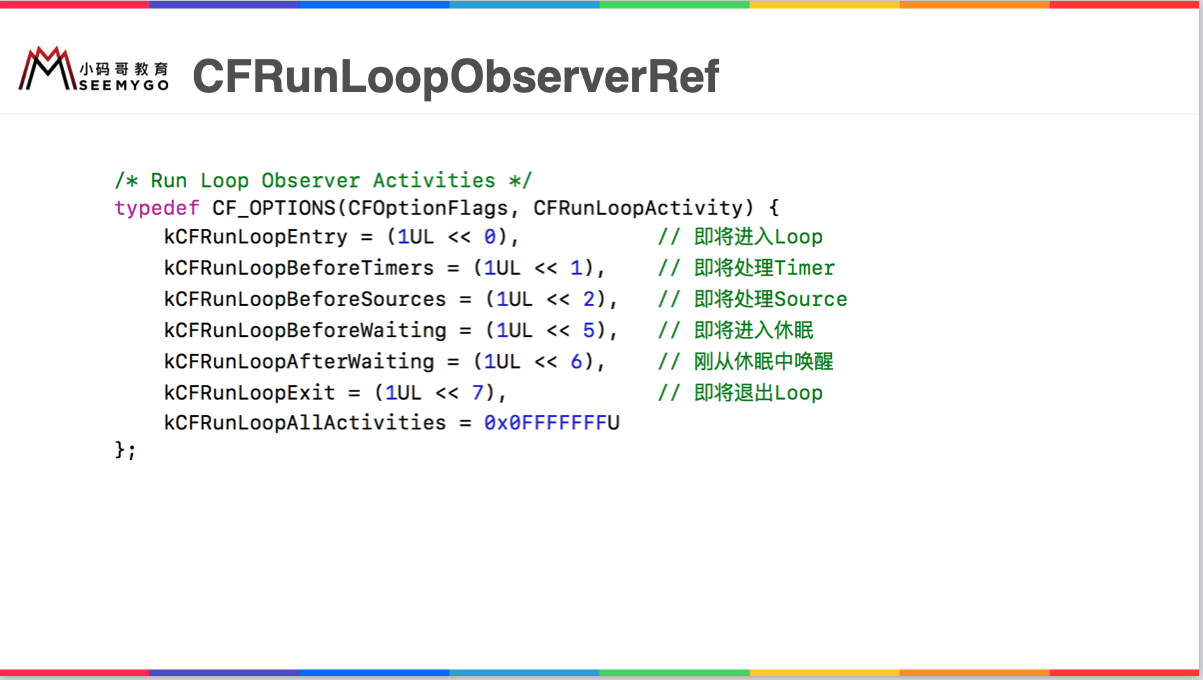 小码哥教育
SEEMYGO
CFRunLoopObserverRef
/* Run Loop Observer Activities */
typedef CF_OPTIONS(CFOptionFlags, CFRunLoopActivity) {
    kCFRunLoopEntry = (1UL << 0),           // 即将进入Loop
    kCFRunLoopBeforeTimers = (1UL << 1),    // 即将处理Timer
    kCFRunLoopBeforeSources = (1UL << 2),   // 即将处理Source
    kCFRunLoopBeforeWaiting = (1UL << 5),   // 即将进入休眠
    kCFRunLoopAfterWaiting = (1UL << 6),    // 刚从休眠中唤醒
    kCFRunLoopExit = (1UL << 7),            // 即将退出Loop
    kCFRunLoopAllActivities = 0x0FFFFFFFU
};